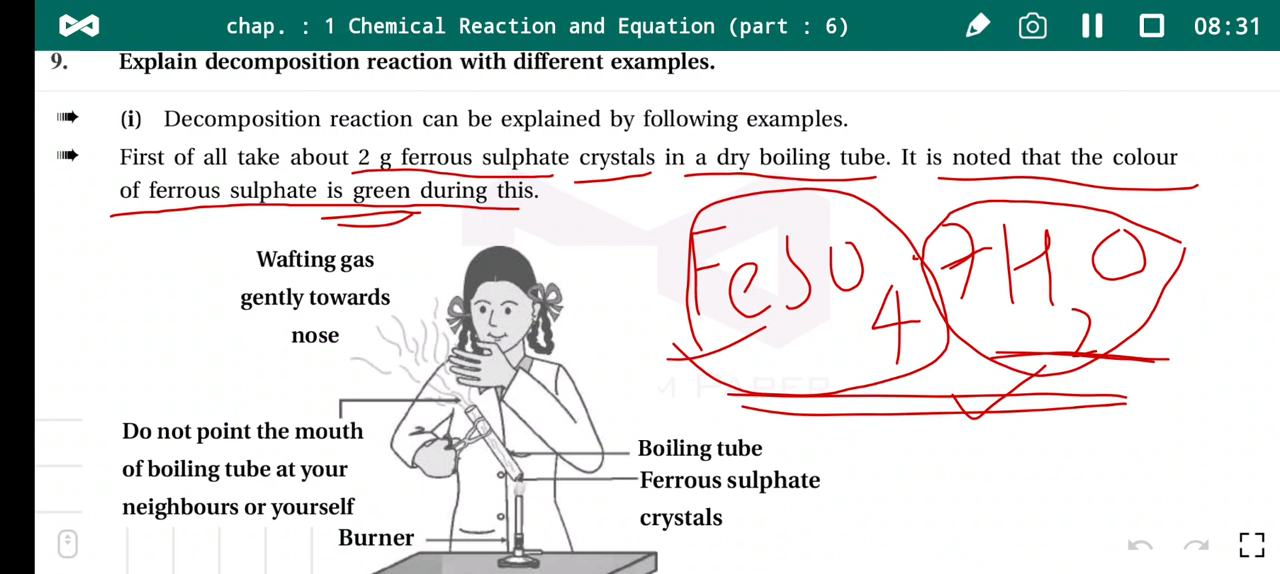 chap. : 1 Chemical Reaction and Equation (part : 6)
08:31
9. Explain decomposition reaction with different examples.
(i) Decomposition reaction can be explained by following examples.
First of all take about 2 g ferrous sulphate crystals in a dry boiling tube. It is noted that the colour
of ferrous sulphate is green during this.
FeSO4.7H2O
Wafting gas
gently towards
nose
Do not point the mouth
of boiling tube at your
neighbours or yourself
Burner
Boiling tube
Ferrous sulphate
crystals